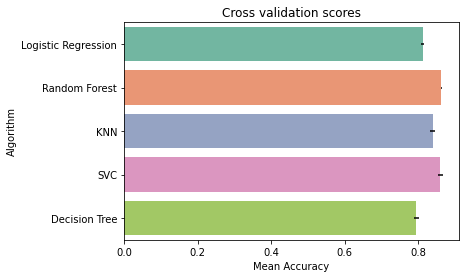 Cross validation scores
Algorithm
Logistic Regression
Random Forest
KNN
SVC
Decision Tree
0.0 0.2 0.4 0.6 0.8
Mean Accuracy